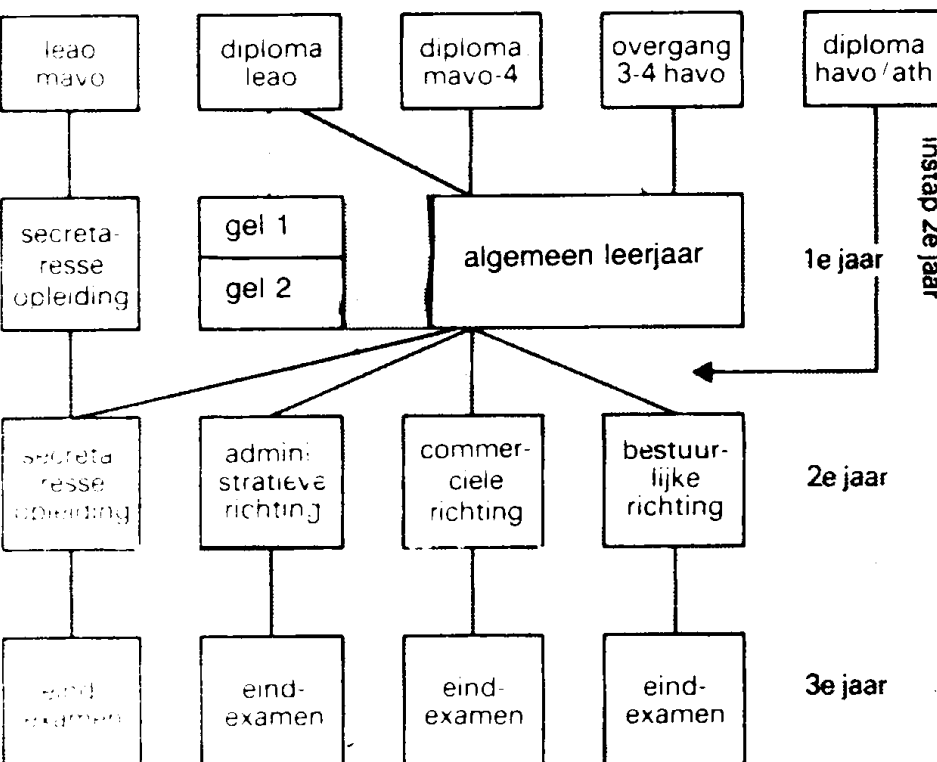 leao
mavo
diploma
leao
diploma
mavo-4
overgang
3-4 havo
diploma
havo/ath
instap 2e jaar
secreta-
resse
opleiding
gel 1
gel 2
algemeen leerjaar
1e jaar
secreta
resse
opleiding
admini
stratieve
richting
commer-
ciele
richting
bestuur-
lijke
richting
2e jaar
eind
examen
eind-
examen
eind-
examen
eind-
examen
3e jaar